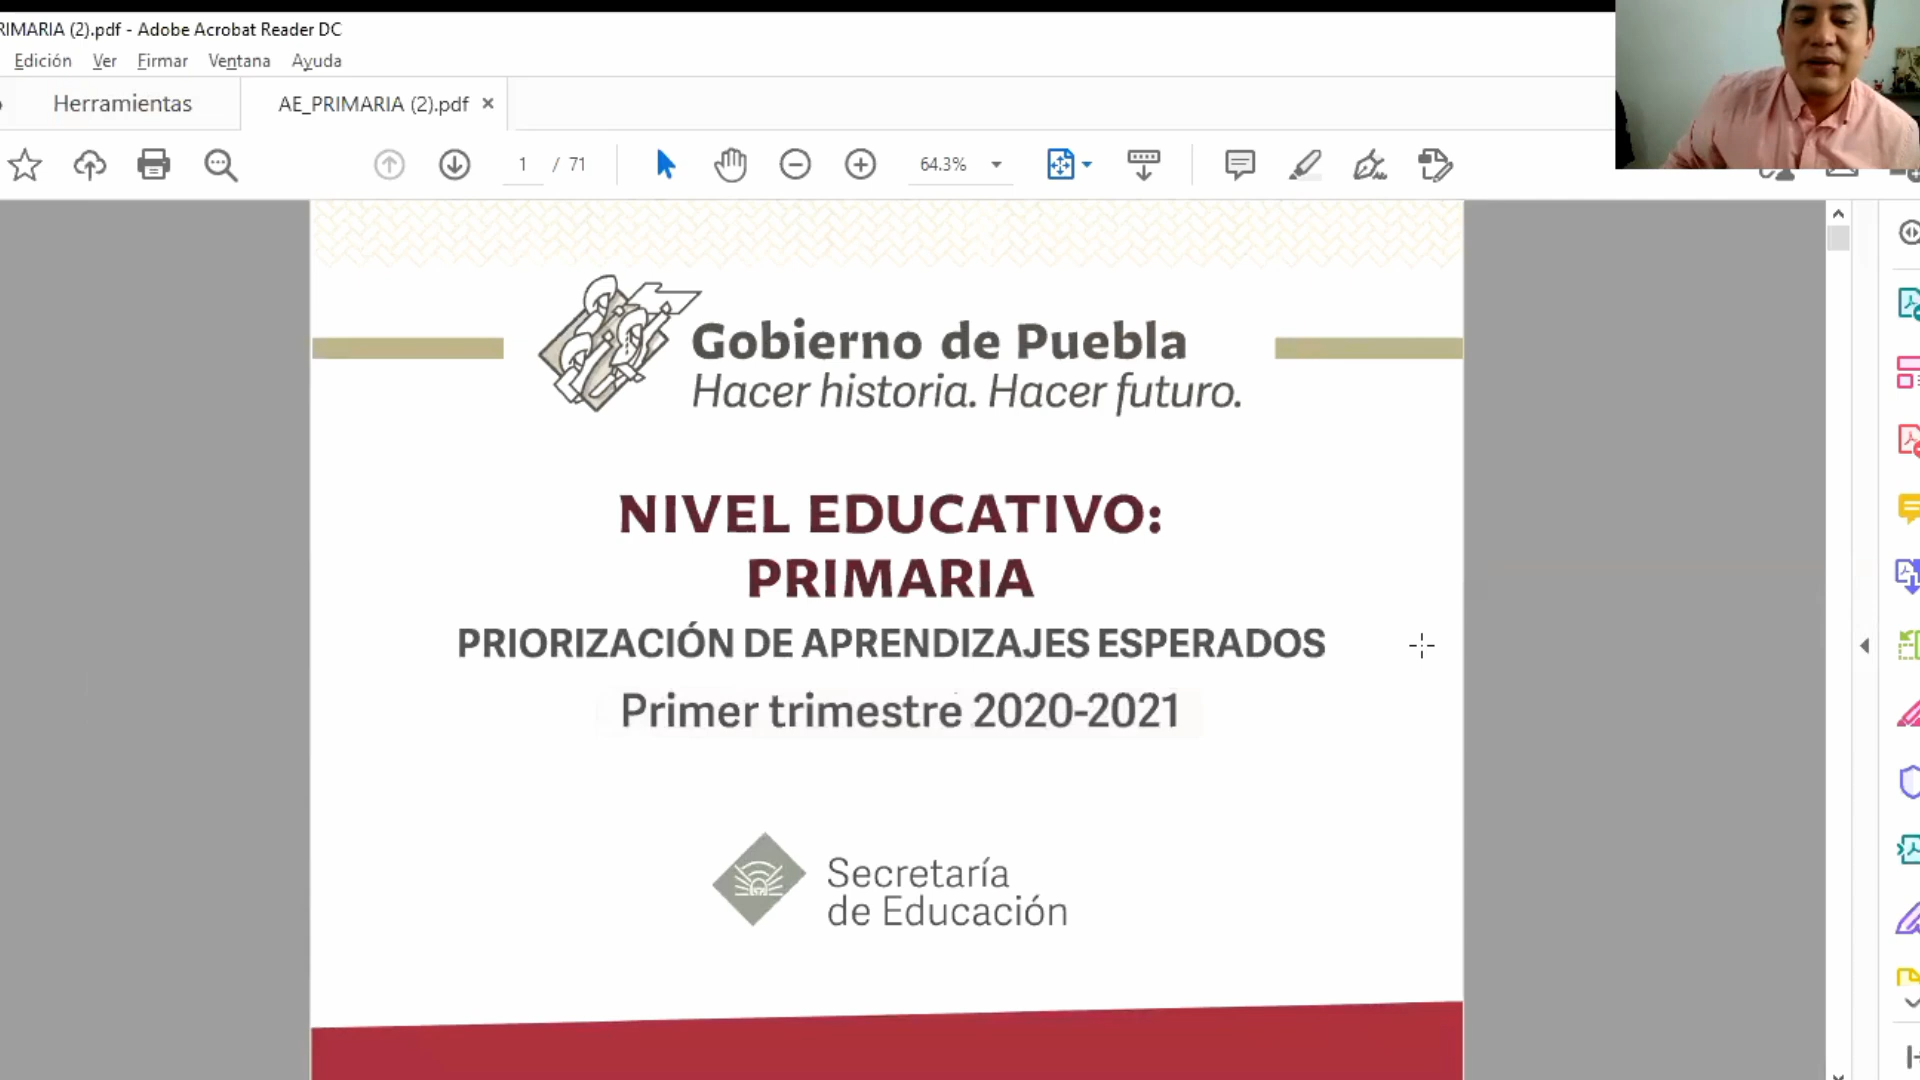 RIMARIA (2).pdf - Adobe Acrobat Reader DC
Edición Ver Firmar Ventana Ayuda
Herramientas AE_PRIMARIA (2).pdf
1 / 71 64.3%
Gobierno de Puebla
Hacer historia. Hacer futuro.
NIVEL EDUCATIVO:
PRIMARIA
PRIORIZACIÓN DE APRENDIZAJES ESPERADOS
Primer trimestre 2020-2021
Secretaría
de Educación